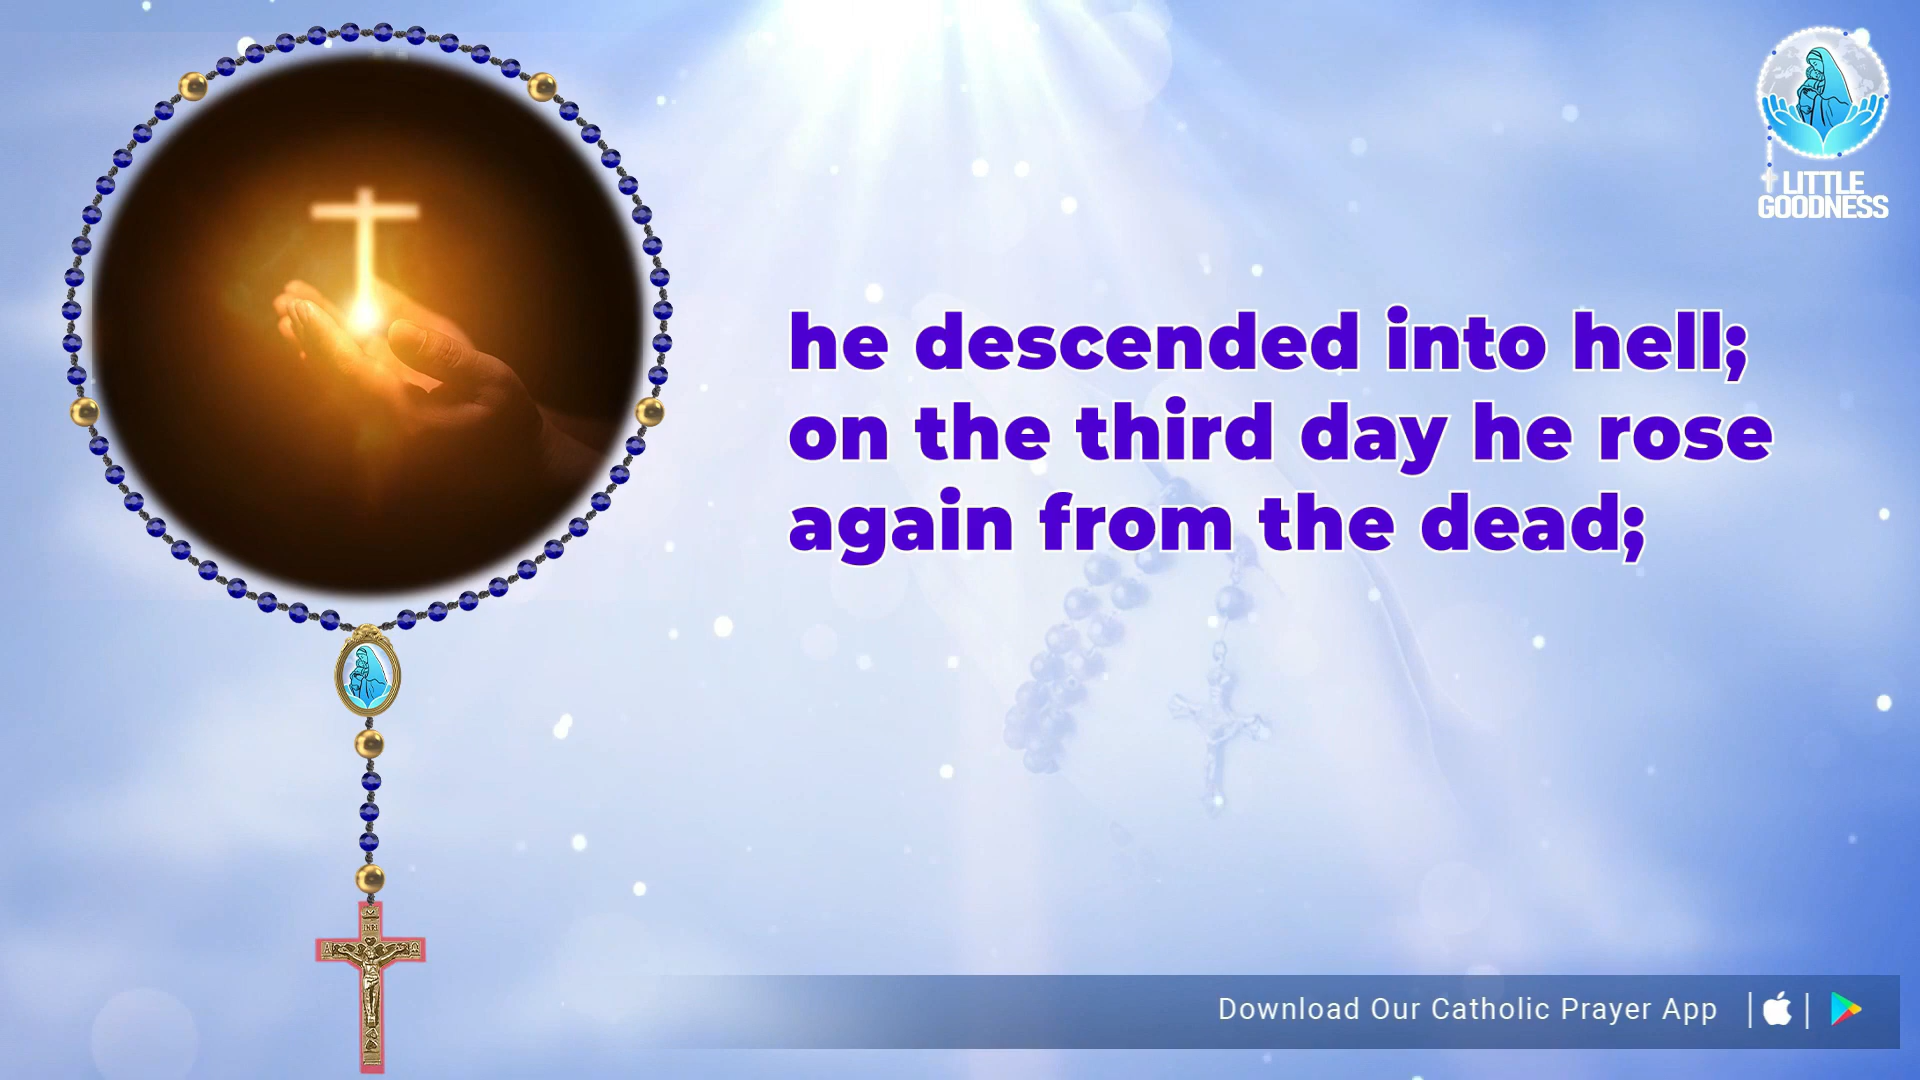 LITTLE
GOODNESS
he descended into hell;
on the third day he rose
again from the dead;
INRI
A Ω
Download Our Catholic Prayer App